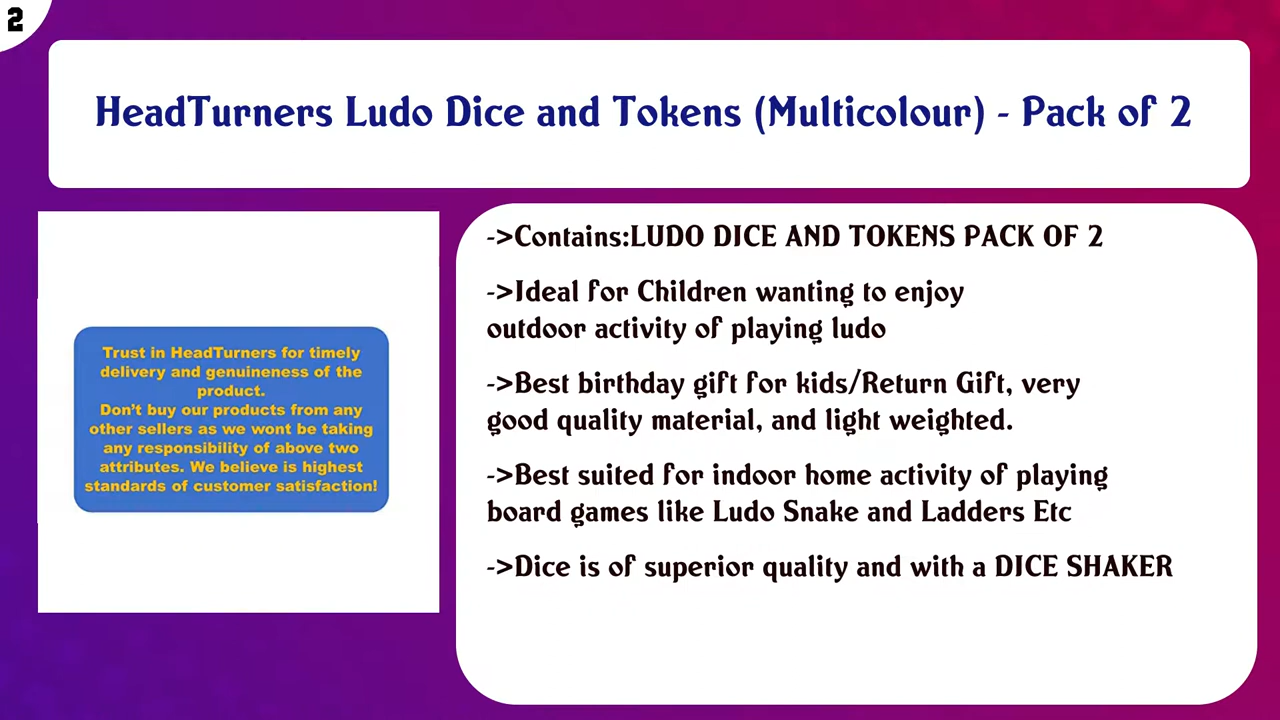 2
HeadTurners Ludo Dice and Tokens (Multicolour) - Pack of 2
Trust in HeadTurners for timely
delivery and genuineness of the
product.
Don't buy our products from any
other sellers as we wont be taking
any responsibility of above two
attributes. We believe is highest
standards of customer satisfaction!
->Contains:LUDO DICE AND TOKENS PACK OF 2
->Ideal for Children wanting to enjoy
outdoor activity of playing ludo
->Best birthday gift for kids/Return Gift, very
good quality material, and light weighted.
->Best suited for indoor home activity of playing
board games like Ludo Snake and Ladders Etc
->Dice is of superior quality and with a DICE SHAKER